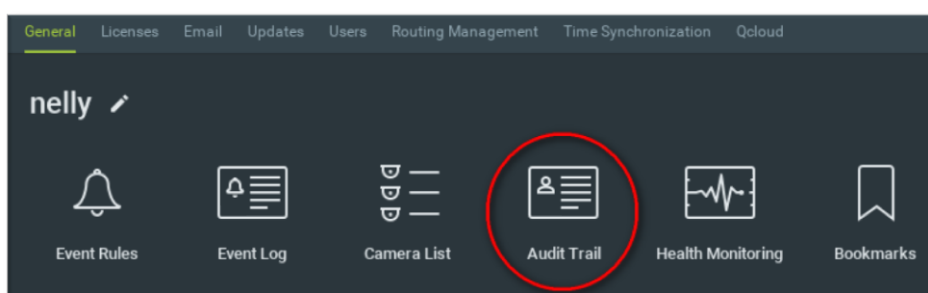 General Licenses Email Updates Users Routing Management Time Synchronization Qcloud
nelly
Event Rules Event Log Camera List Audit Trail Health Monitoring Bookmarks